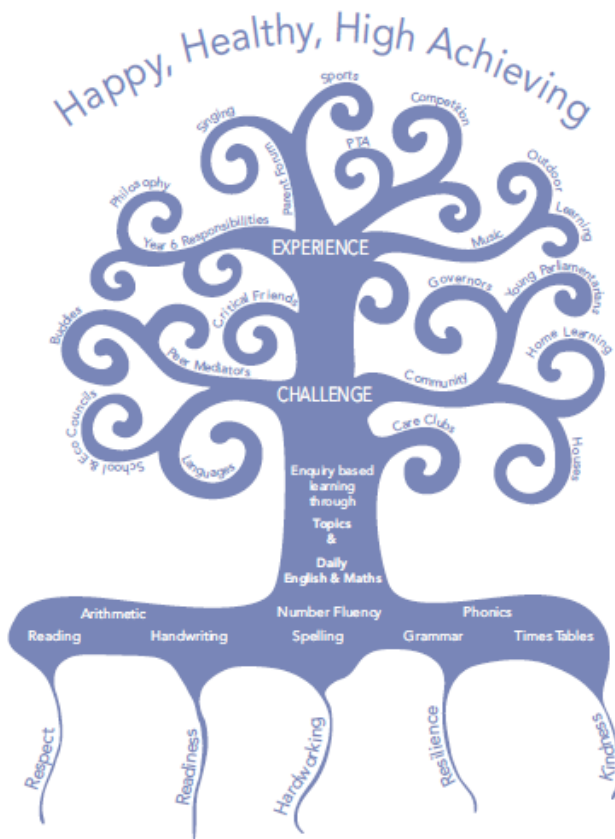 Happy, Healthy, High Achieving
Sports
Competition
Singing
PTA
Parent Forum
Outdoor
Learning
Philosophy
Year 6 Responsibilities
EXPERIENCE
Music
Governors
Young Parliamentarians
Critical Friends
Buddies
Peer Mediators
Home Learning
Community
CHALLENGE
School & Eco Councils
Languages
Care Clubs
Houses
Enquiry based
learning
through
Topics
&
Daily
English & Maths
Arithmetic
Number Fluency
Phonics
Reading
Handwriting
Spelling
Grammar
Times Tables
Respect
Readiness
Hardworking
Resilience
Kindness